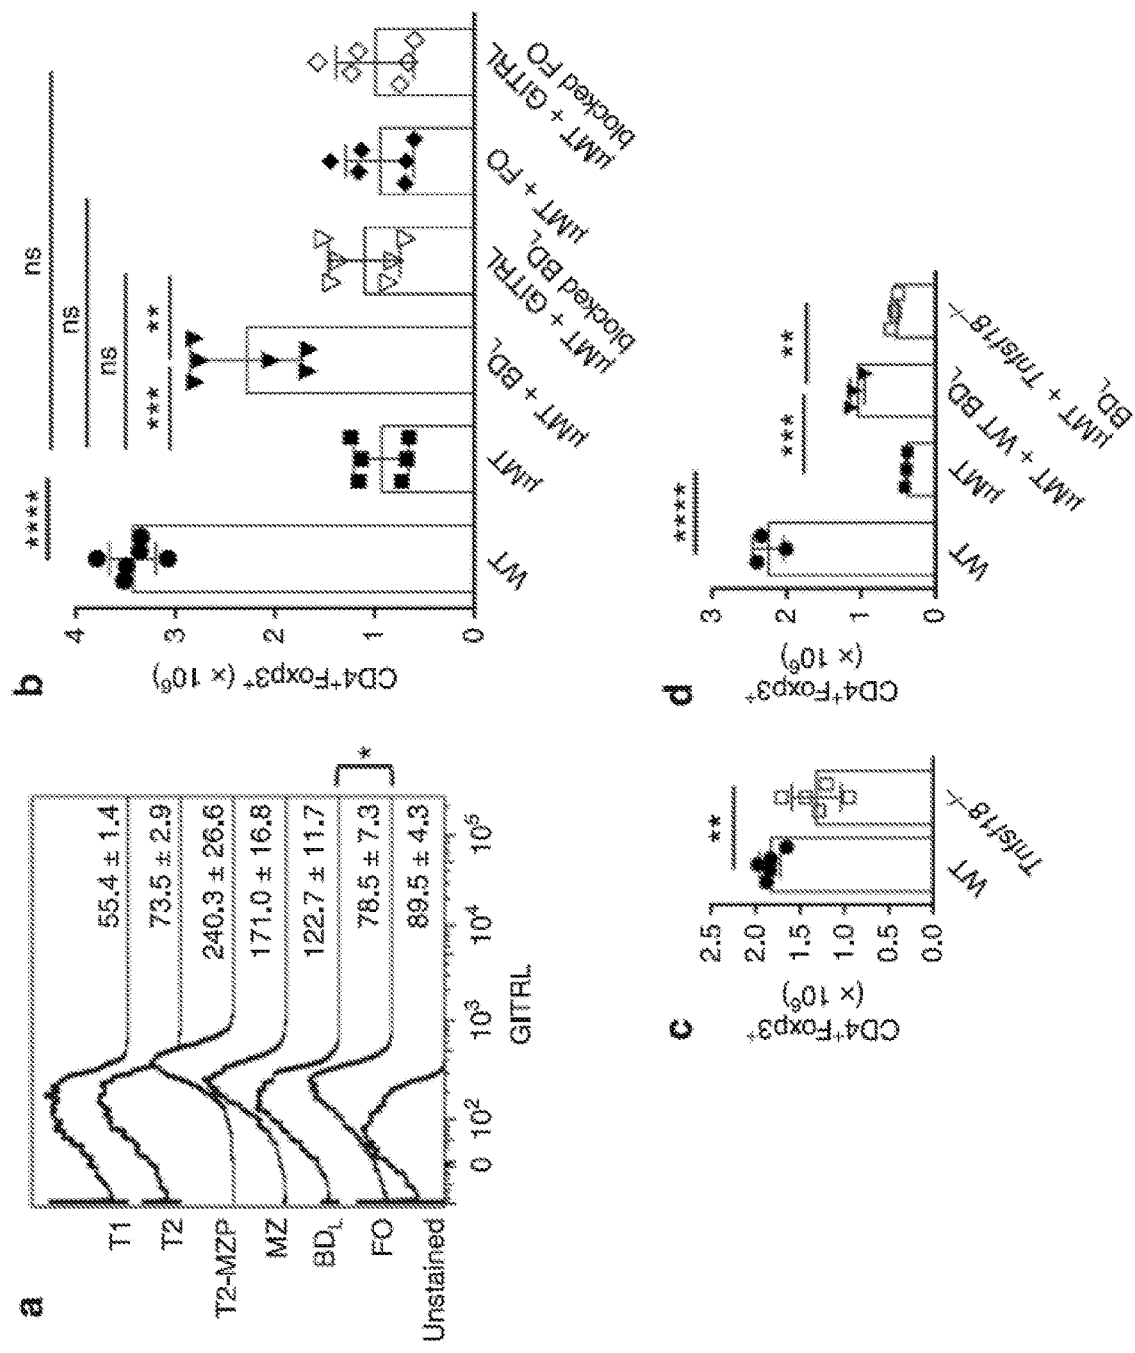 a
T1
T2
T2-MZP
MZ
BDL
FO
Unstained
55.4 ± 1.4
73.5 ± 2.9
240.3 ± 26.6
171.0 ± 16.8
122.7 ± 11.7
78.5 ± 7.3
89.5 ± 4.3
*
0 10² 10³ 10⁴ 10⁵
GITRL
b
CD4⁺Foxp3⁺ (× 10⁶)
4
3
2
1
0
ns
ns
ns
****
*** **
WT
µMT
µMT + BDL
µMT + GITRL
blocked BDL
µMT + FO
µMT + GITRL
blocked FO
c
CD4⁺Foxp3⁺
(× 10⁶)
2.5
2.0
1.5
1.0
0.5
0.0
**
WT
Tnfsf18⁻/⁻
d
CD4⁺Foxp3⁺
(× 10⁶)
3
2
1
0
****
*** **
WT
µMT
µMT + WT BDL
µMT + Tnfsf18⁻/⁻
BDL